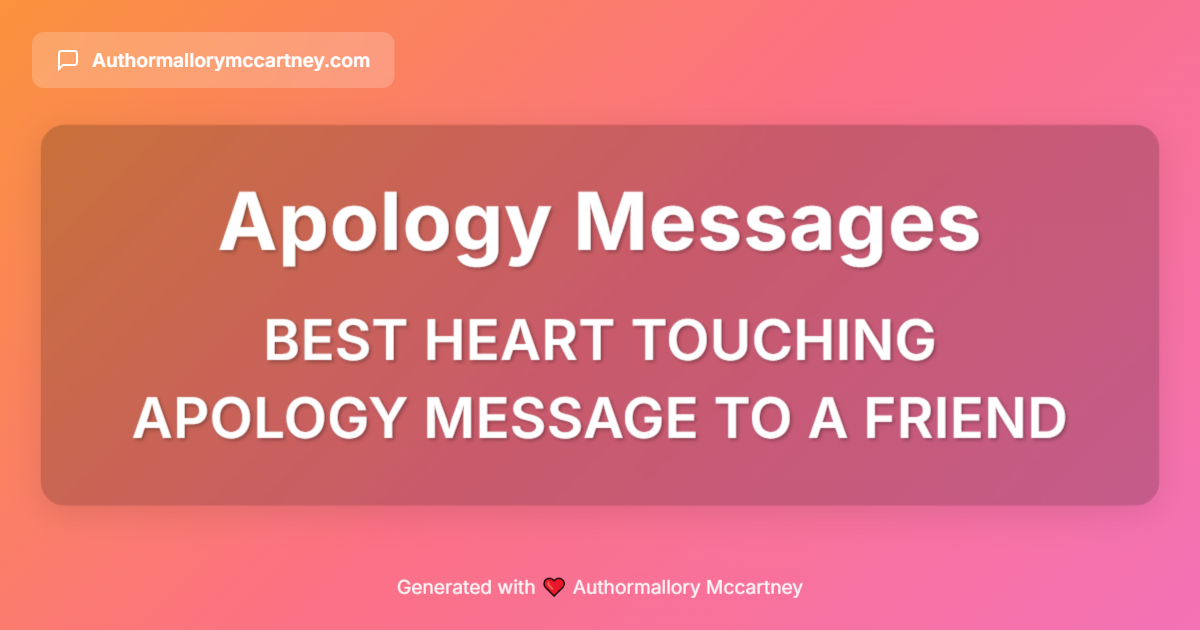 Authormallorymccartney.com
Apology Messages
BEST HEART TOUCHING
APOLOGY MESSAGE TO A FRIEND
Generated with ❤️ Authormallory Mccartney